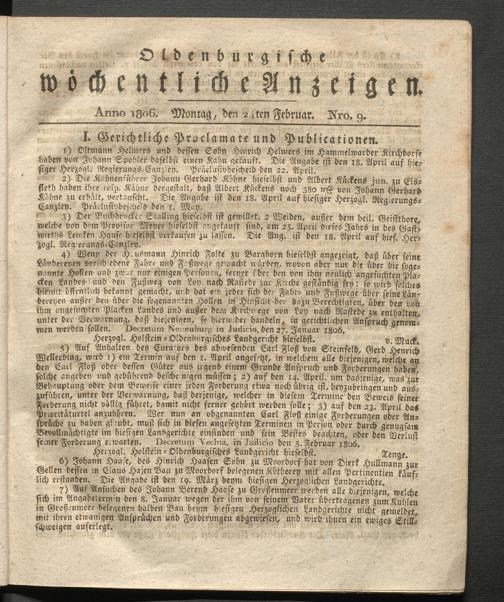 Oldenburgische
wöchentliche Anzeigen.
Anno 1806. Montag, den 24ten Februar. Nro. 9.
I. Gerichtliche Proclamate und Publicationen.
1) Oltmann Helmers und dessen Sohn Hinrich Helmers im Hammelwarder Kirchdorfe
haben von Johann Spohler daselbst einen Kahn gekauft. Die Angabe ist den 18. April auf hie-
siger Herzogl. Regierungs-Canzley. Präclusivbescheid den 22. April.
2) Die Kohnenführer Johann Gerhard Köhne hieselbst und Albert Kückens jun. zu Els-
fleth haben ihre resp. Kähne dergestalt, daß Albert Kückens noch 380 von Johann Gerhard
Köhne zu erhält, vertauscht. Die Angabe ist den 18. April auf hiesiger Herzogl. Regierungs-
Canzley. Präclusivbescheid den 1. May.
3) Der Buchdrucker Stalling hieselbst ist gewillet, 2 Weiden, außer dem heil. Geistthore,
welche von dem Provisor Meyer hieselbst angekauft sind, am 25. April dieses Jahrs in des Gast-
wirths Lenken Hause hieselbst verkaufen zu lassen. Die Ang. ist den 18. April auf hies. Her-
zogl. Regierungs-Canzley.
4) Wenn der Hausmann Hinrich Folte zu Barghorn hieselbst angezeigt, daß über seine
Ländereyen verschiedene Fahr- und Fußwege gemacht würden, wovon aber nur die über die soge-
nannte Hollen und zwar nur einigen Personen, ferner der den von ihm neulich angesuchten Pla-
cken Landes und den Fußweg von Loy nach Rastede zur Kirche geständig sey: so wird solches
hiemit öffentlich bekannt gemacht, und hat ein jeder sich der Fahr- und Fußwege über seine Län-
dereyen außer den über die sogenannten Hollen in Hinsicht der dazu Berechtigten, über den von
ihm angesuchten Placken Landes und außer dem Kirchwege von Loy nach Rastede zu enthalten,
unter der Verwarnung, daß diejenigen, so hierwider handeln, in gerichtlichen Anspruch genom-
men werden sollen. Decretum Neuenburg in Judicio, den 27. Januar 1806.
Herzogl. Holstein-Oldenburgisches Landgericht hieselbst. v. Muck.
5) Auf Anhalten des Curators des abwesenden Carl Floß von Steinfeld, Gerd Henrich
Wellerding, wird 1) ein Termin auf den 1. April angesetzt, in welchem alle diejenigen, welche an
den Carl Floß oder dessen Güter aus irgend einem Grunde Anspruch und Forderungen haben,
solche angeben und gebührend bescheinigen müssen; 2) auf den 14. April, um dasjenige, was zur
Behauptung oder dem Beweise einer jeden Forderung etwa noch übrig ist, beyzubringen und aus-
zuführen, unter der Verwarnung, daß derjenige, welcher in diesem Termine den Beweis seiner
Forderung nicht völlig führet, damit nicht ferner gehört werden solle; 3) auf den 23. April das
Prioritäturtel anzuhören. Wer nun an obgenannten Carl Floß einige Forderungen oder An-
sprüche zu haben glaubt, muß sich in diesen angesetzten Terminen in Person oder durch genugsam
Bevollmächtigte im hiesigen Landgerichte einfinden und sein Bestes beachten, oder den Verlust
seiner Forderung erwarten. Decretum Vechta, in Judicio den 5. Februar 1806.
Herzogl. Holstein-Oldenburgisches Landgericht hieselbst. Tenge.
6) Johann Haase, des Hinrich Haasen Sohn zu Moordorf hat von Dierk Hullmann zur
Gellen dessen in Claus Hajen Bau zu Moordorf belegenen Kötherey mit allen Pertinentien käuf-
lich erstanden. Die Angabe ist den 19. März beym hiesigen Herzoglichen Landgerichte.
7) Auf Ansuchen des Johann Berend Haase zu Großenmeer werden alle diejenigen, welche
sich im Angabetermin den 8. Januar wegen der ihm von seinem Vater übertragenen zum Kuhlen
in Großenmeer belegenen halben Bau beym hiesigen Herzoglichen Landgerichte nicht gemeldet,
mit ihren etwanigen Ansprüchen und Forderungen abgewiesen, und wird ihnen ein ewiges Still-
schweigen auferlegt.